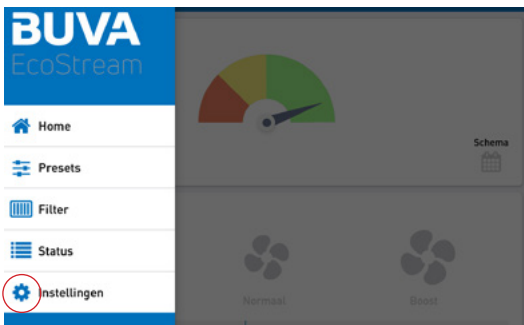 BUVA
EcoStream
Home
Presets
Filter
Status
Instellingen
Schema
Normaal
Boost